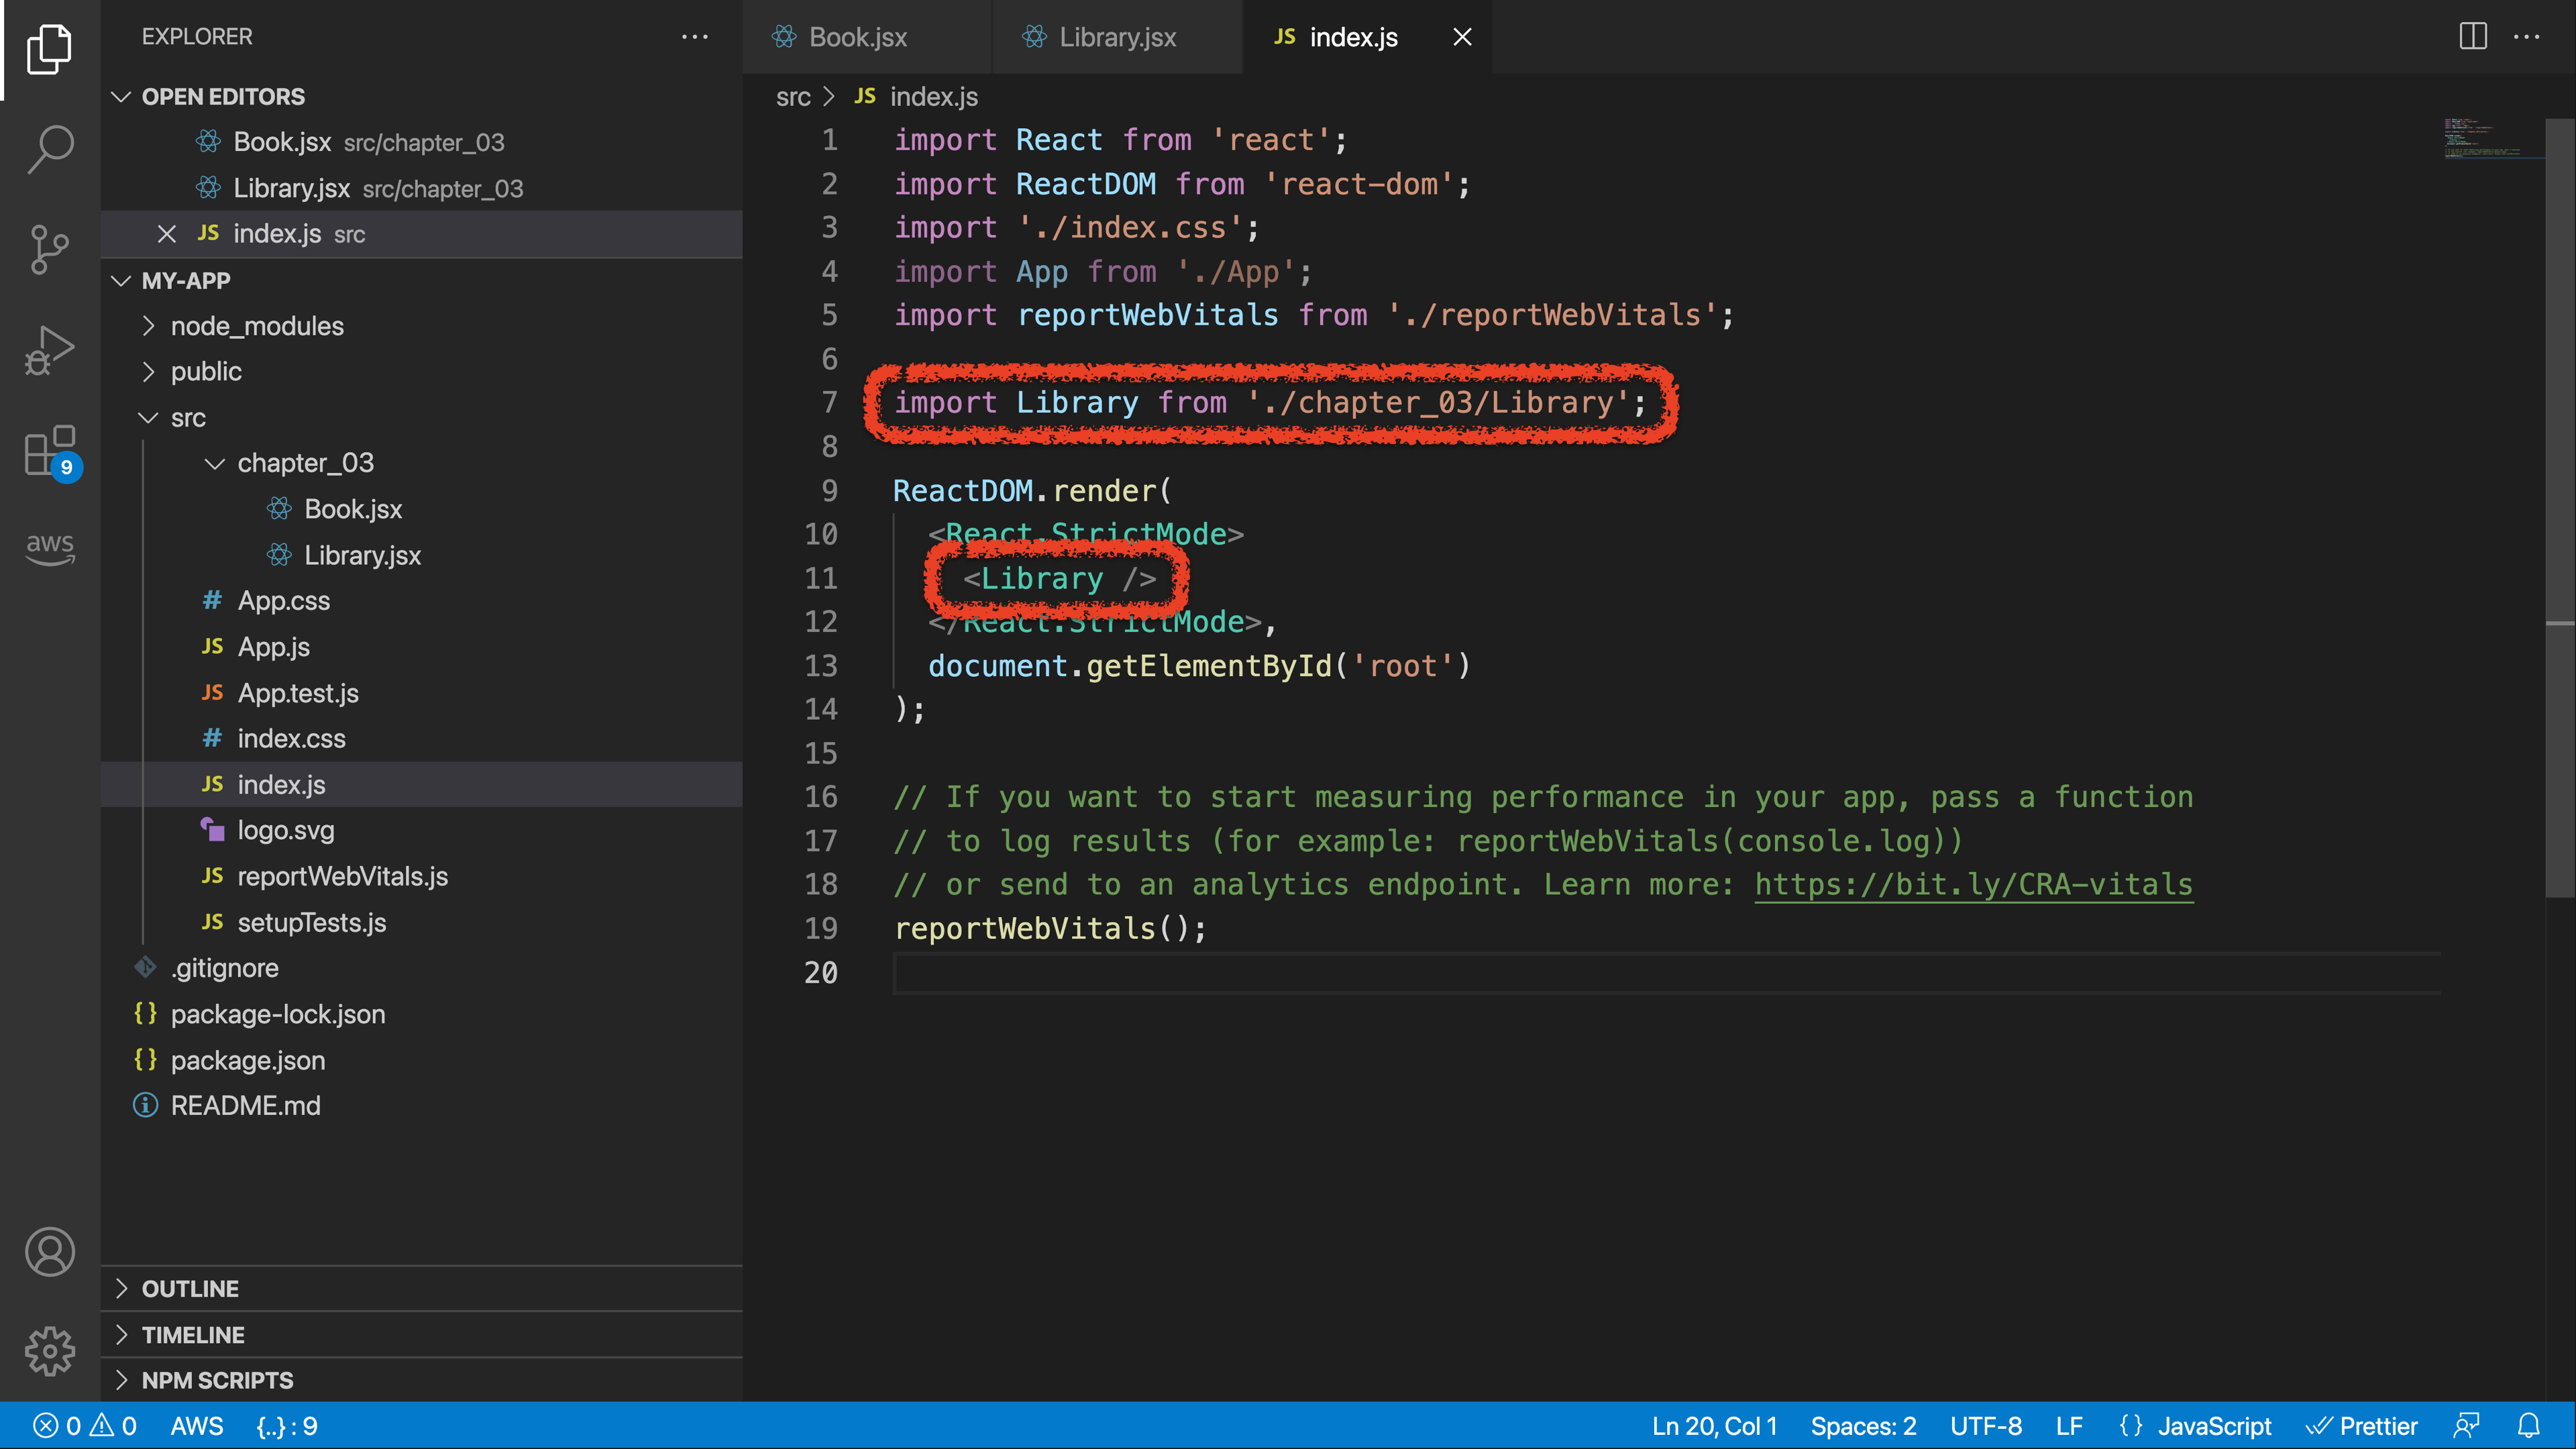 EXPLORER
OPEN EDITORS
Book.jsx src/chapter_03
Library.jsx src/chapter_03
JS index.js src
MY-APP
node_modules
public
src
chapter_03
Book.jsx
Library.jsx
# App.css
JS App.js
JS App.test.js
# index.css
JS index.js
logo.svg
JS reportWebVitals.js
JS setupTests.js
.gitignore
{} package-lock.json
{} package.json
README.md
OUTLINE
TIMELINE
NPM SCRIPTS
9
aws
Book.jsx Library.jsx JS index.js
src > JS index.js
1 import React from 'react';
2 import ReactDOM from 'react-dom';
3 import './index.css';
4 import App from './App';
5 import reportWebVitals from './reportWebVitals';
6
7 import Library from './chapter_03/Library';
8
9 ReactDOM.render(
10 <React.StrictMode>
11 <Library />
12 </React.StrictMode>,
13 document.getElementById('root')
14 );
15
16 // If you want to start measuring performance in your app, pass a function
17 // to log results (for example: reportWebVitals(console.log))
18 // or send to an analytics endpoint. Learn more: https://bit.ly/CRA-vitals
19 reportWebVitals();
20
0 0 AWS {..} : 9 Ln 20, Col 1 Spaces: 2 UTF-8 LF {} JavaScript Prettier